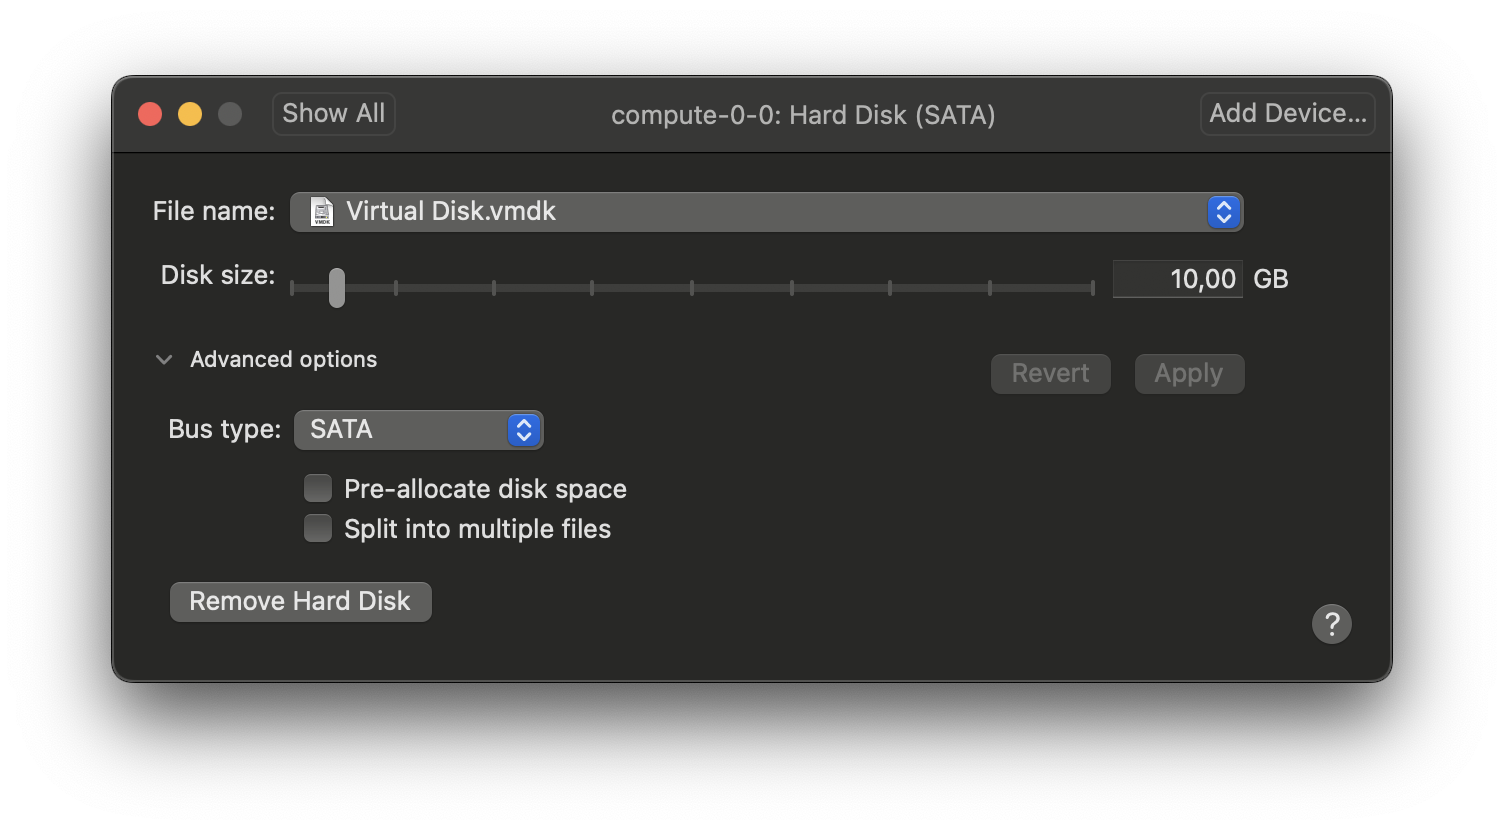 Show All
compute-0-0: Hard Disk (SATA)
Add Device...
File name:
VMDK
Virtual Disk.vmdk
Disk size:
10,00 GB
Advanced options
Revert
Apply
Bus type:
SATA
Pre-allocate disk space
Split into multiple files
Remove Hard Disk
?